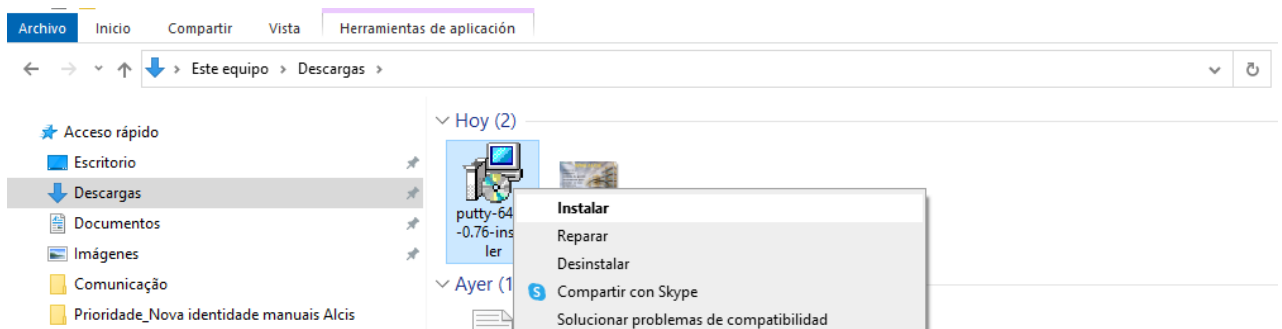 Archivo Inicio Compartir Vista Herramientas de aplicación
Este equipo > Descargas >
Acceso rápido
Escritorio
Descargas
Documentos
Imágenes
Comunicação
Prioridade_Nova identidade manuais Alcis
Hoy (2)
putty-64
-0.76-ins
ler
Ayer (1
Instalar
Reparar
Desinstalar
Compartir con Skype
Solucionar problemas de compatibilidad